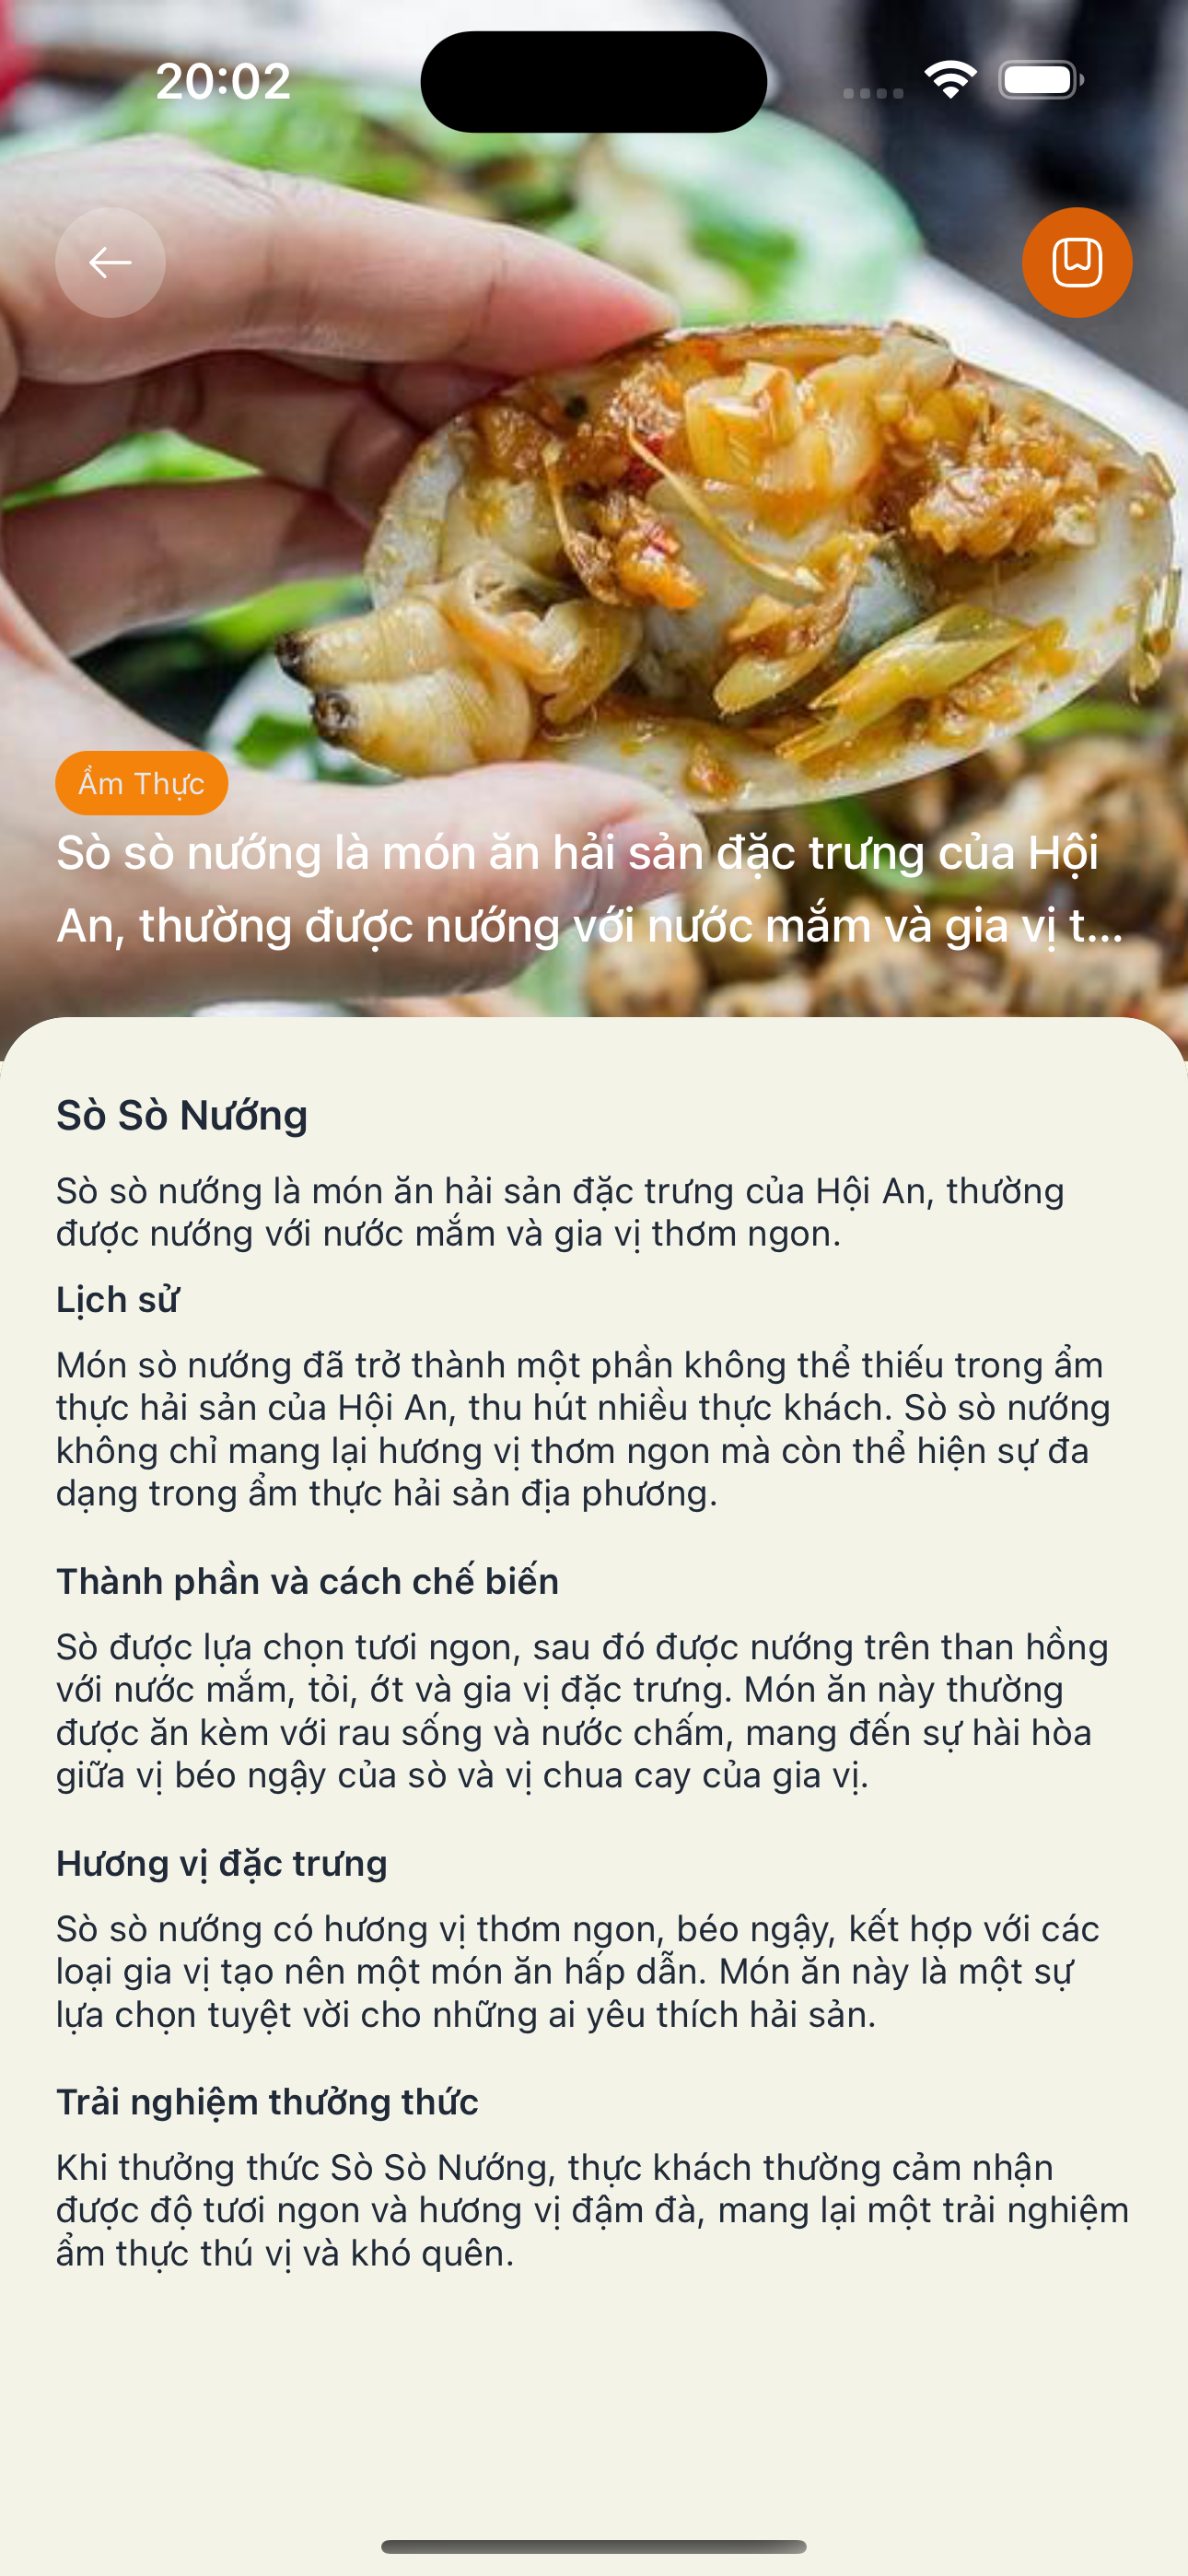 20:02
Ẩm Thực
Sò sò nướng là món ăn hải sản đặc trưng của Hội
An, thường được nướng với nước mắm và gia vị t...
Sò Sò Nướng
Sò sò nướng là món ăn hải sản đặc trưng của Hội An, thường
được nướng với nước mắm và gia vị thơm ngon.
Lịch sử
Món sò nướng đã trở thành một phần không thể thiếu trong ẩm
thực hải sản của Hội An, thu hút nhiều thực khách. Sò sò nướng
không chỉ mang lại hương vị thơm ngon mà còn thể hiện sự đa
dạng trong ẩm thực hải sản địa phương.
Thành phần và cách chế biến
Sò được lựa chọn tươi ngon, sau đó được nướng trên than hồng
với nước mắm, tỏi, ớt và gia vị đặc trưng. Món ăn này thường
được ăn kèm với rau sống và nước chấm, mang đến sự hài hòa
giữa vị béo ngậy của sò và vị chua cay của gia vị.
Hương vị đặc trưng
Sò sò nướng có hương vị thơm ngon, béo ngậy, kết hợp với các
loại gia vị tạo nên một món ăn hấp dẫn. Món ăn này là một sự
lựa chọn tuyệt vời cho những ai yêu thích hải sản.
Trải nghiệm thưởng thức
Khi thưởng thức Sò Sò Nướng, thực khách thường cảm nhận
được độ tươi ngon và hương vị đậm đà, mang lại một trải nghiệm
ẩm thực thú vị và khó quên.